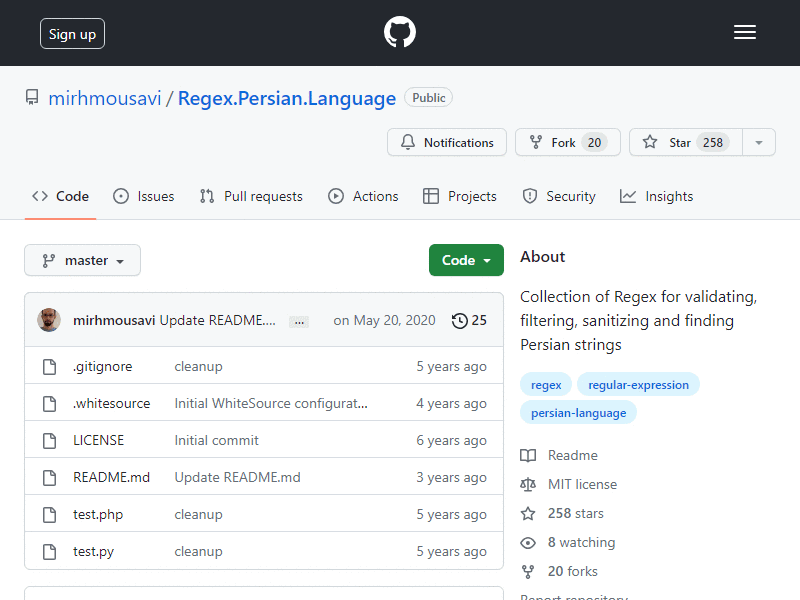 Sign up
mirhmousavi / Regex.Persian.Language Public
Notifications Fork 20 Star 258
Code Issues Pull requests Actions Projects Security Insights
master Code
mirhmousavi Update README.... ... on May 20, 2020 25
.gitignore cleanup 5 years ago
.whitesource Initial WhiteSource configurat... 4 years ago
LICENSE Initial commit 6 years ago
README.md Update README.md 3 years ago
test.php cleanup 5 years ago
test.py cleanup 5 years ago
About
Collection of Regex for validating,
filtering, sanitizing and finding
Persian strings
regex regular-expression
persian-language
Readme
MIT license
258 stars
8 watching
20 forks
Report repository